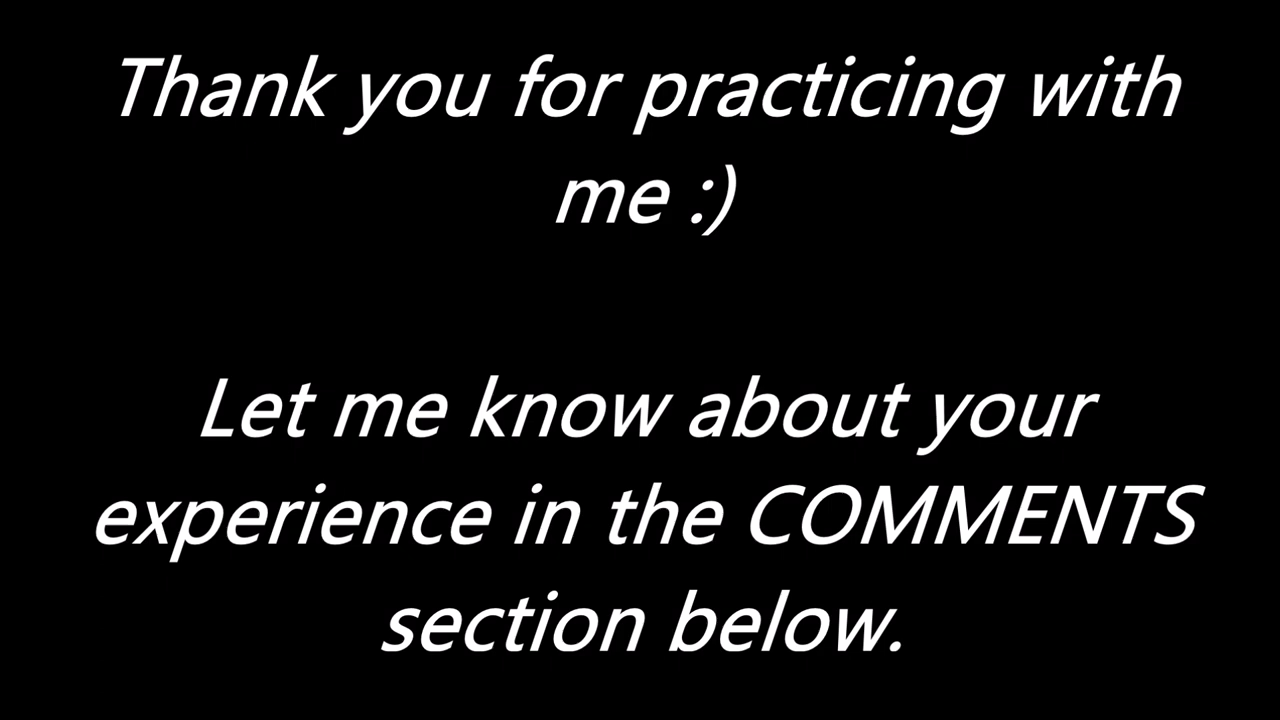 Thank you for practicing with
me :)
Let me know about your
experience in the COMMENTS
section below.